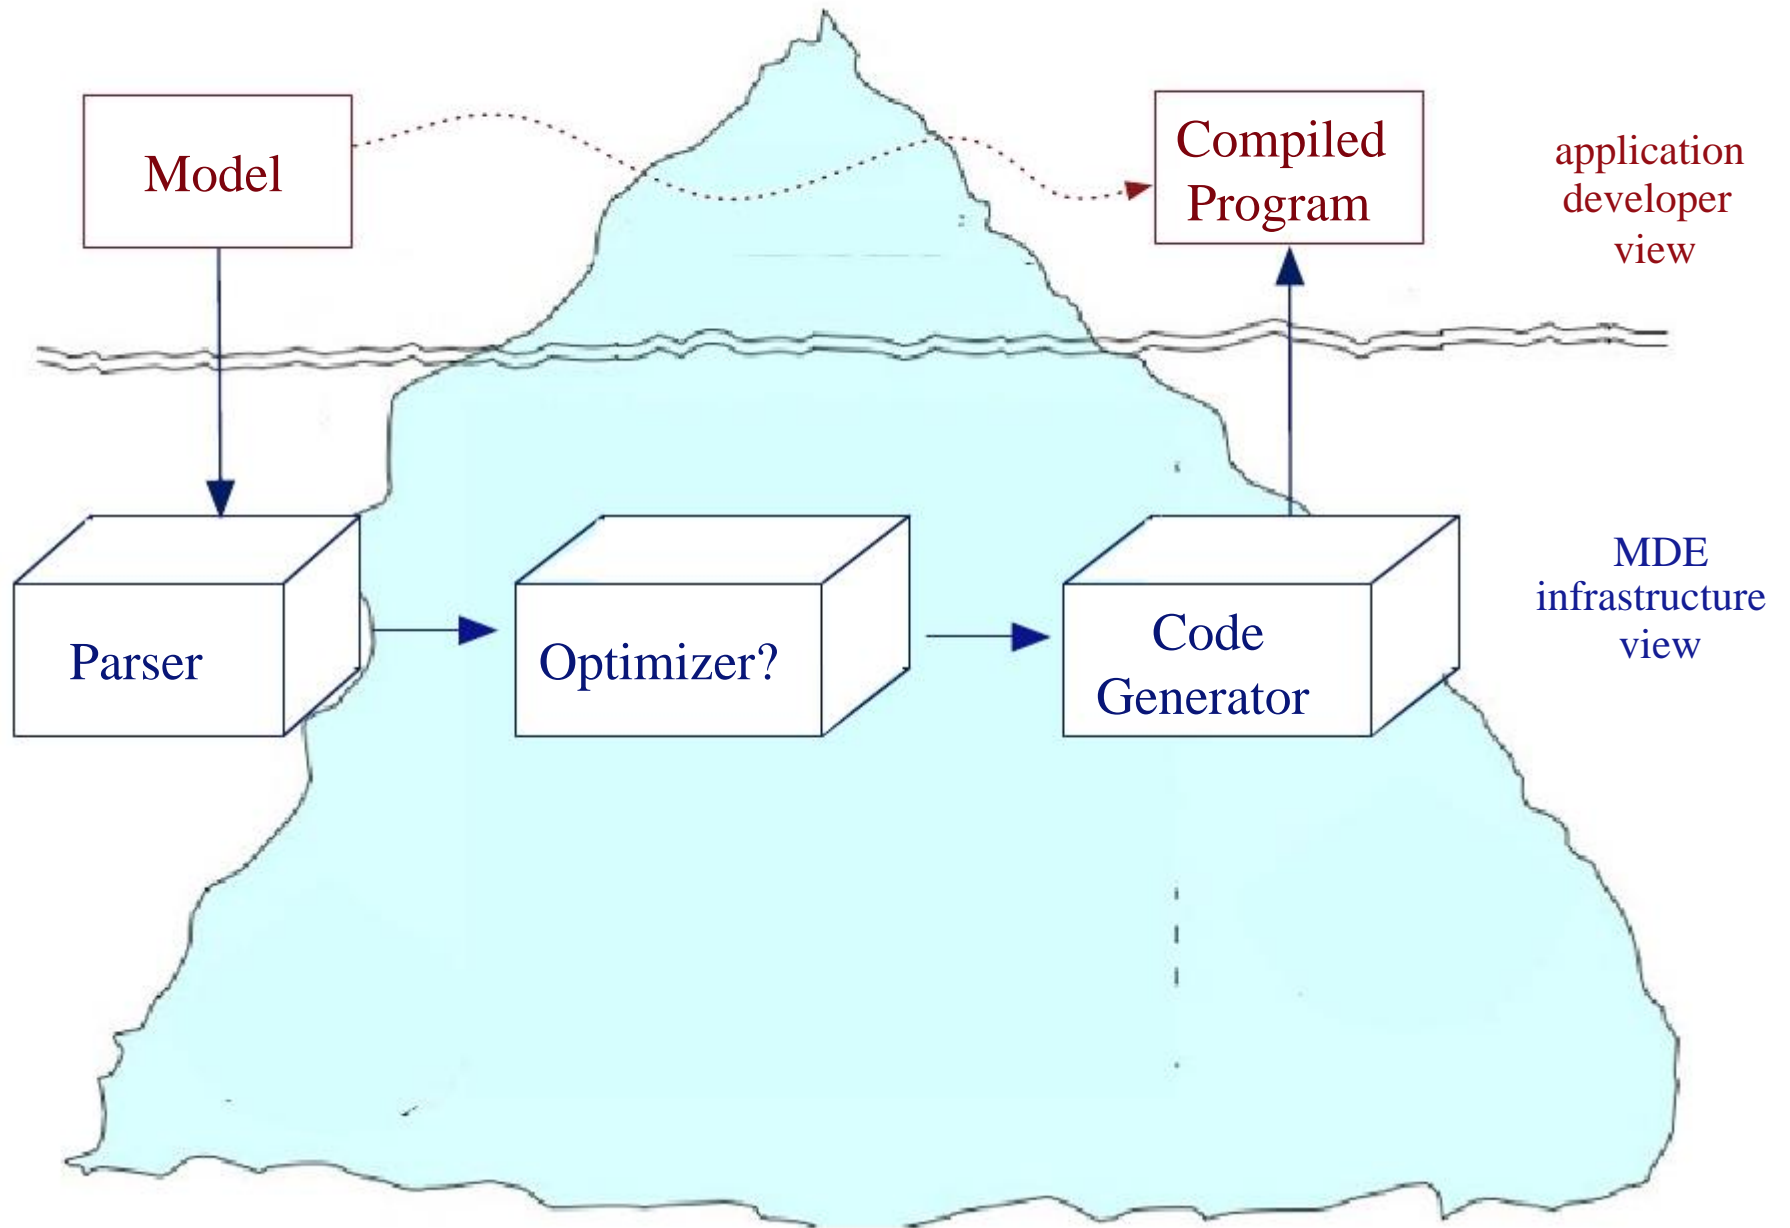 Model
Compiled
Program
application
developer
view
Parser
Optimizer?
Code
Generator
MDE
infrastructure
view